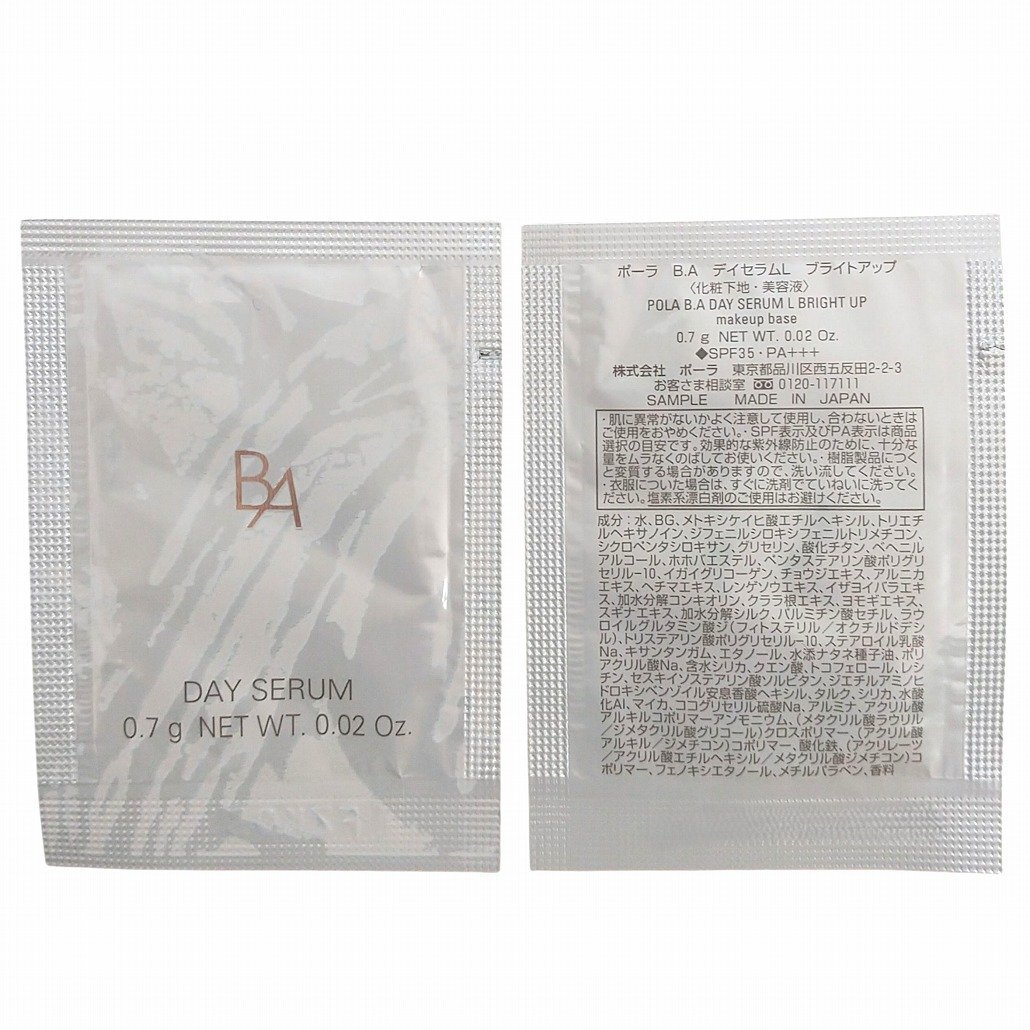 BA
DAY SERUM
0.7 g NET WT. 0.02 Oz.
ポーラ B.A デイセラムL ブライトアップ
〈化粧下地・美容液〉
POLA B.A DAY SERUM L BRIGHT UP
makeup base
0.7 g NET WT. 0.02 Oz.
◆SPF35・PA+++
株式会社 ポーラ 東京都品川区西五反田2-2-3
お客さま相談室 0120-117111
SAMPLE MADE IN JAPAN
・肌に異常がないかよく注意して使用し、合わないときは
ご使用をおやめください。・SPF表示及びPA表示は商品
選択の目安です。効果的な紫外線防止のために、十分な
量をムラなくのばしてお使いください。・樹脂製品につく
と変質する場合がありますので、洗い流してください。
・衣服についた場合は、すぐに洗剤でていねいに洗ってく
ださい。塩素系漂白剤のご使用はお避けください。
成分：水、BG、メトキシケイヒ酸エチルヘキシル、トリエチ
ルヘキサノイン、ジフェニルシロキシフェニルトリメチコン、
シクロペンタシロキサン、グリセリン、酸化チタン、ベヘニル
アルコール、ホホバエステル、ペンタステアリン酸ポリグリ
セリル-10、イガイグリコーゲン、チョウジエキス、アルニカ
エキス、ヘチマエキス、レンゲソウエキス、イザヨイバラエキ
ス、加水分解コンキオリン、クララ根エキス、ヨモギエキス、
スギナエキス、加水分解シルク、パルミチン酸セチル、ラウ
ロイルグルタミン酸ジ(フィトステリル／オクチルドデシ
ル)、トリステアリン酸ポリグリセリル-10、ステアロイル乳酸
Na、キサンタンガム、エタノール、水添ナタネ種子油、ポリ
アクリル酸Na、含水シリカ、クエン酸、トコフェロール、レシ
チン、セスキイソステアリン酸ソルビタン、ジエチルアミノヒ
ドロキシベンゾイル安息香酸ヘキシル、タルク、シリカ、水酸
化Al、マイカ、ココグリセリル硫酸Na、アルミナ、アクリル酸
アルキルコポリマーアンモニウム、(メタクリル酸ラウリル
／ジメタクリル酸グリコール)クロスポリマー、(アクリル酸
アルキル／ジメチコン)コポリマー、酸化鉄、(アクリレーツ
／アクリル酸エチルヘキシル／メタクリル酸ジメチコン)コ
ポリマー、フェノキシエタノール、メチルパラベン、香料